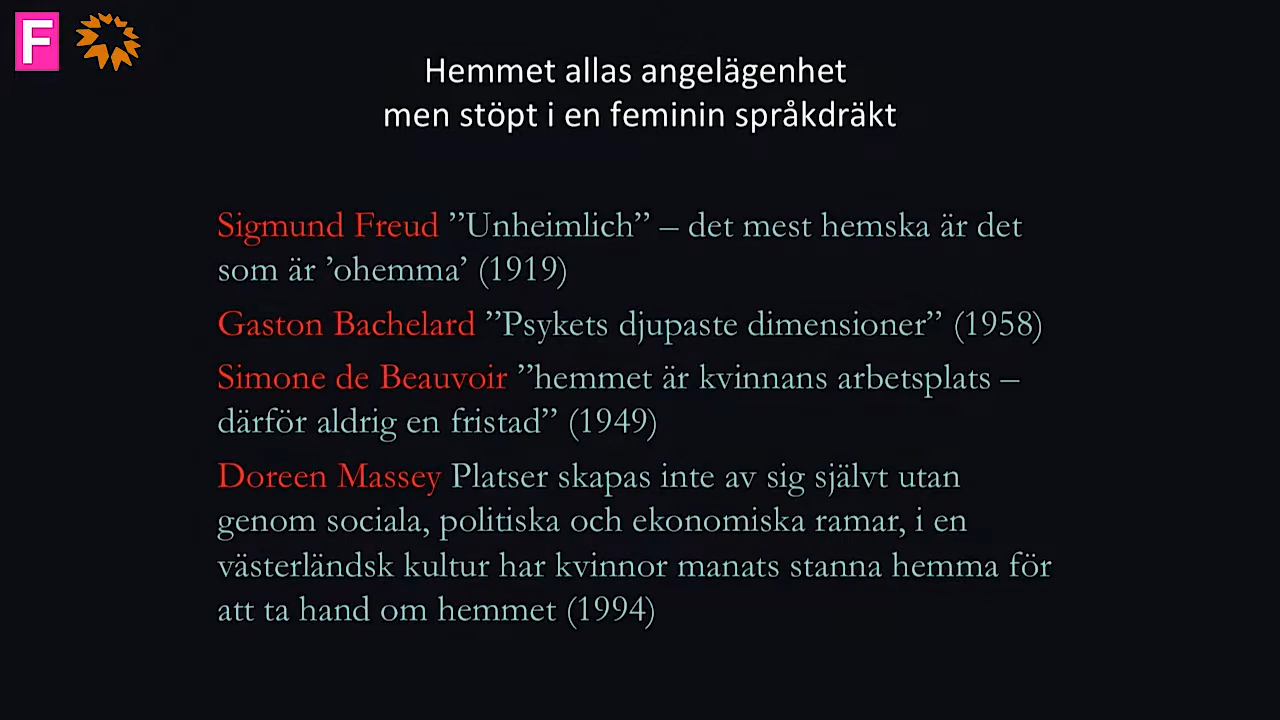 F
Hemmet allas angelägenhet
men stöpt i en feminin språkdräkt
Sigmund Freud ”Unheimlich” – det mest hemska är det
som är ’ohemma’ (1919)
Gaston Bachelard ”Psykets djupaste dimensioner” (1958)
Simone de Beauvoir ”hemmet är kvinnans arbetsplats –
därför aldrig en fristad” (1949)
Doreen Massey Platser skapas inte av sig självt utan
genom sociala, politiska och ekonomiska ramar, i en
västerländsk kultur har kvinnor manats stanna hemma för
att ta hand om hemmet (1994)